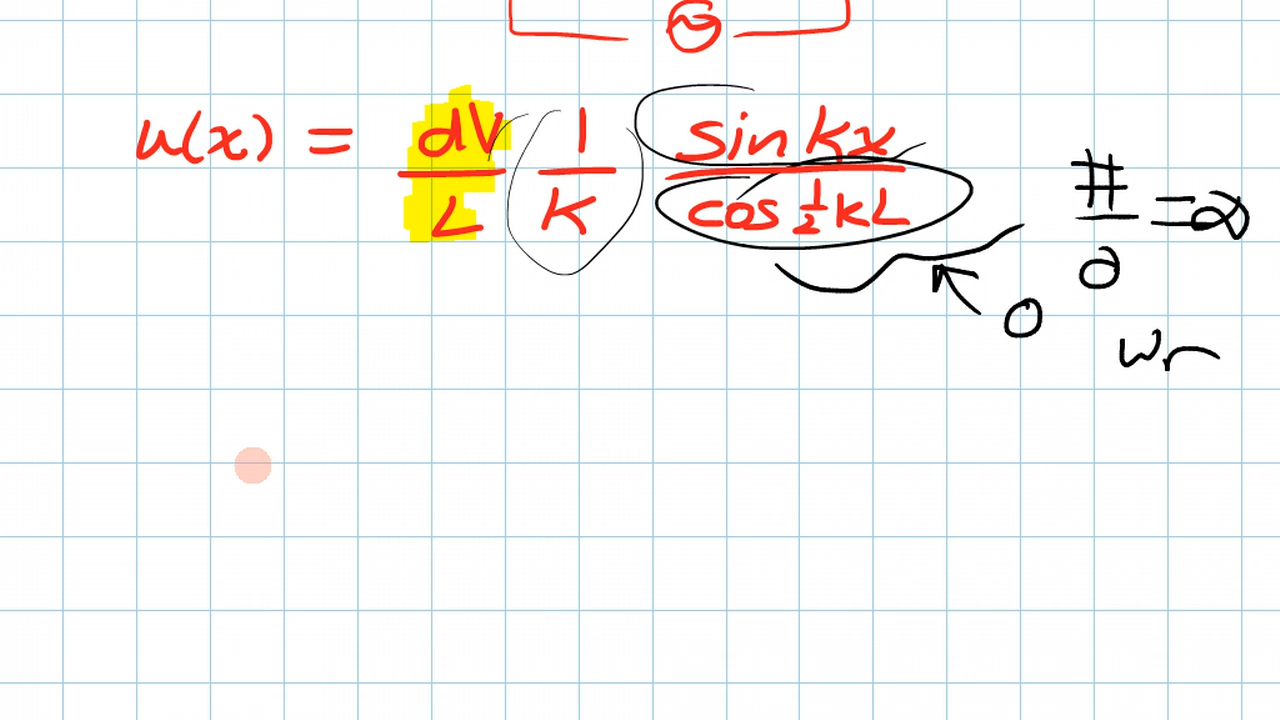 ~
u(x) = dV/L 1/K sin kx/cos ½kL
#/0 = ∞
0
wr